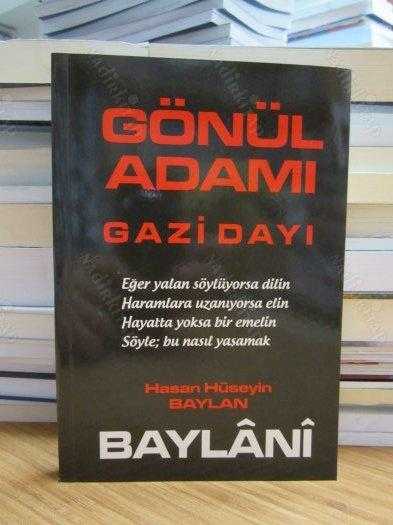 GÖNÜL
ADAMI
GAZİ DAYI
Eğer yalan söylüyorsa dilin
Haramlara uzanıyorsa elin
Hayatta yoksa bir emelin
Söyle; bu nasıl yasamak
Hasan Hüseyin
BAYLAN
BAYLÂNÎ